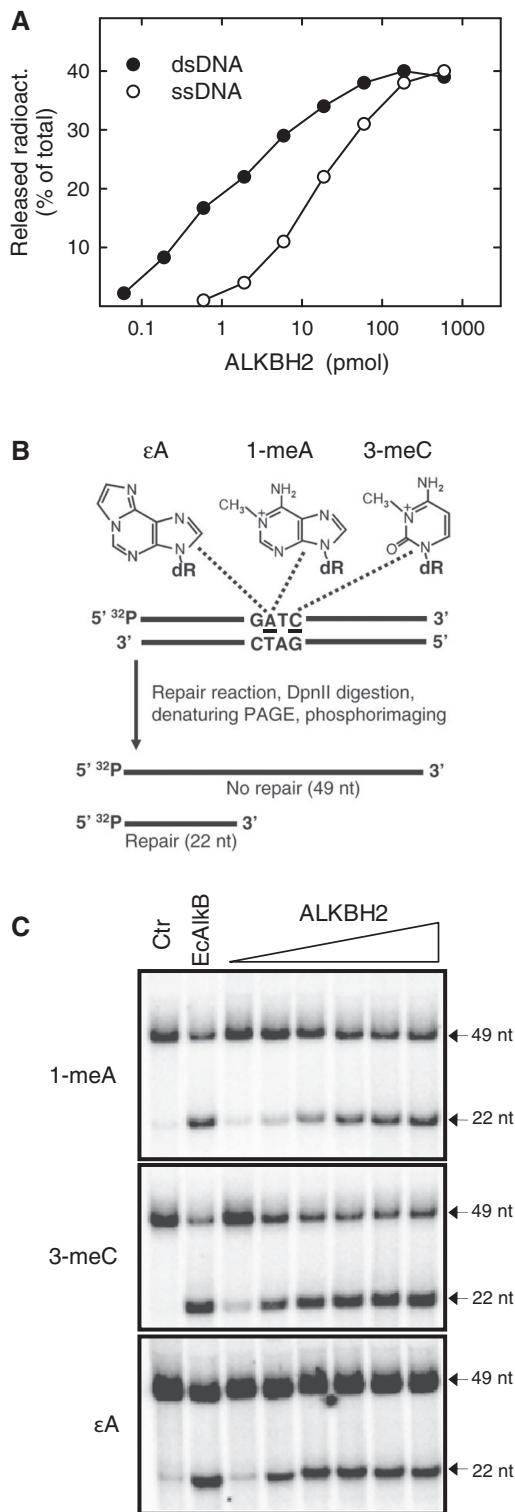 A
Released radioact.
(% of total)
40
30
20
10
dsDNA
ssDNA
0.1 1 10 100 1000
ALKBH2 (pmol)
B
εA 1-meA 3-meC
N
N
N
N
N
dR
CH₃
NH₂
N
+
N
N
N
dR
CH₃
NH₂
N
+
O
N
dR
5' ³²P GATC 3'
3' CTAG 5'
Repair reaction, DpnII digestion,
denaturing PAGE, phosphorimaging
5' ³²P 3'
No repair (49 nt)
5' ³²P 3'
Repair (22 nt)
C
Ctr
EcAlkB
ALKBH2
1-meA
49 nt
22 nt
3-meC
49 nt
22 nt
εA
49 nt
22 nt